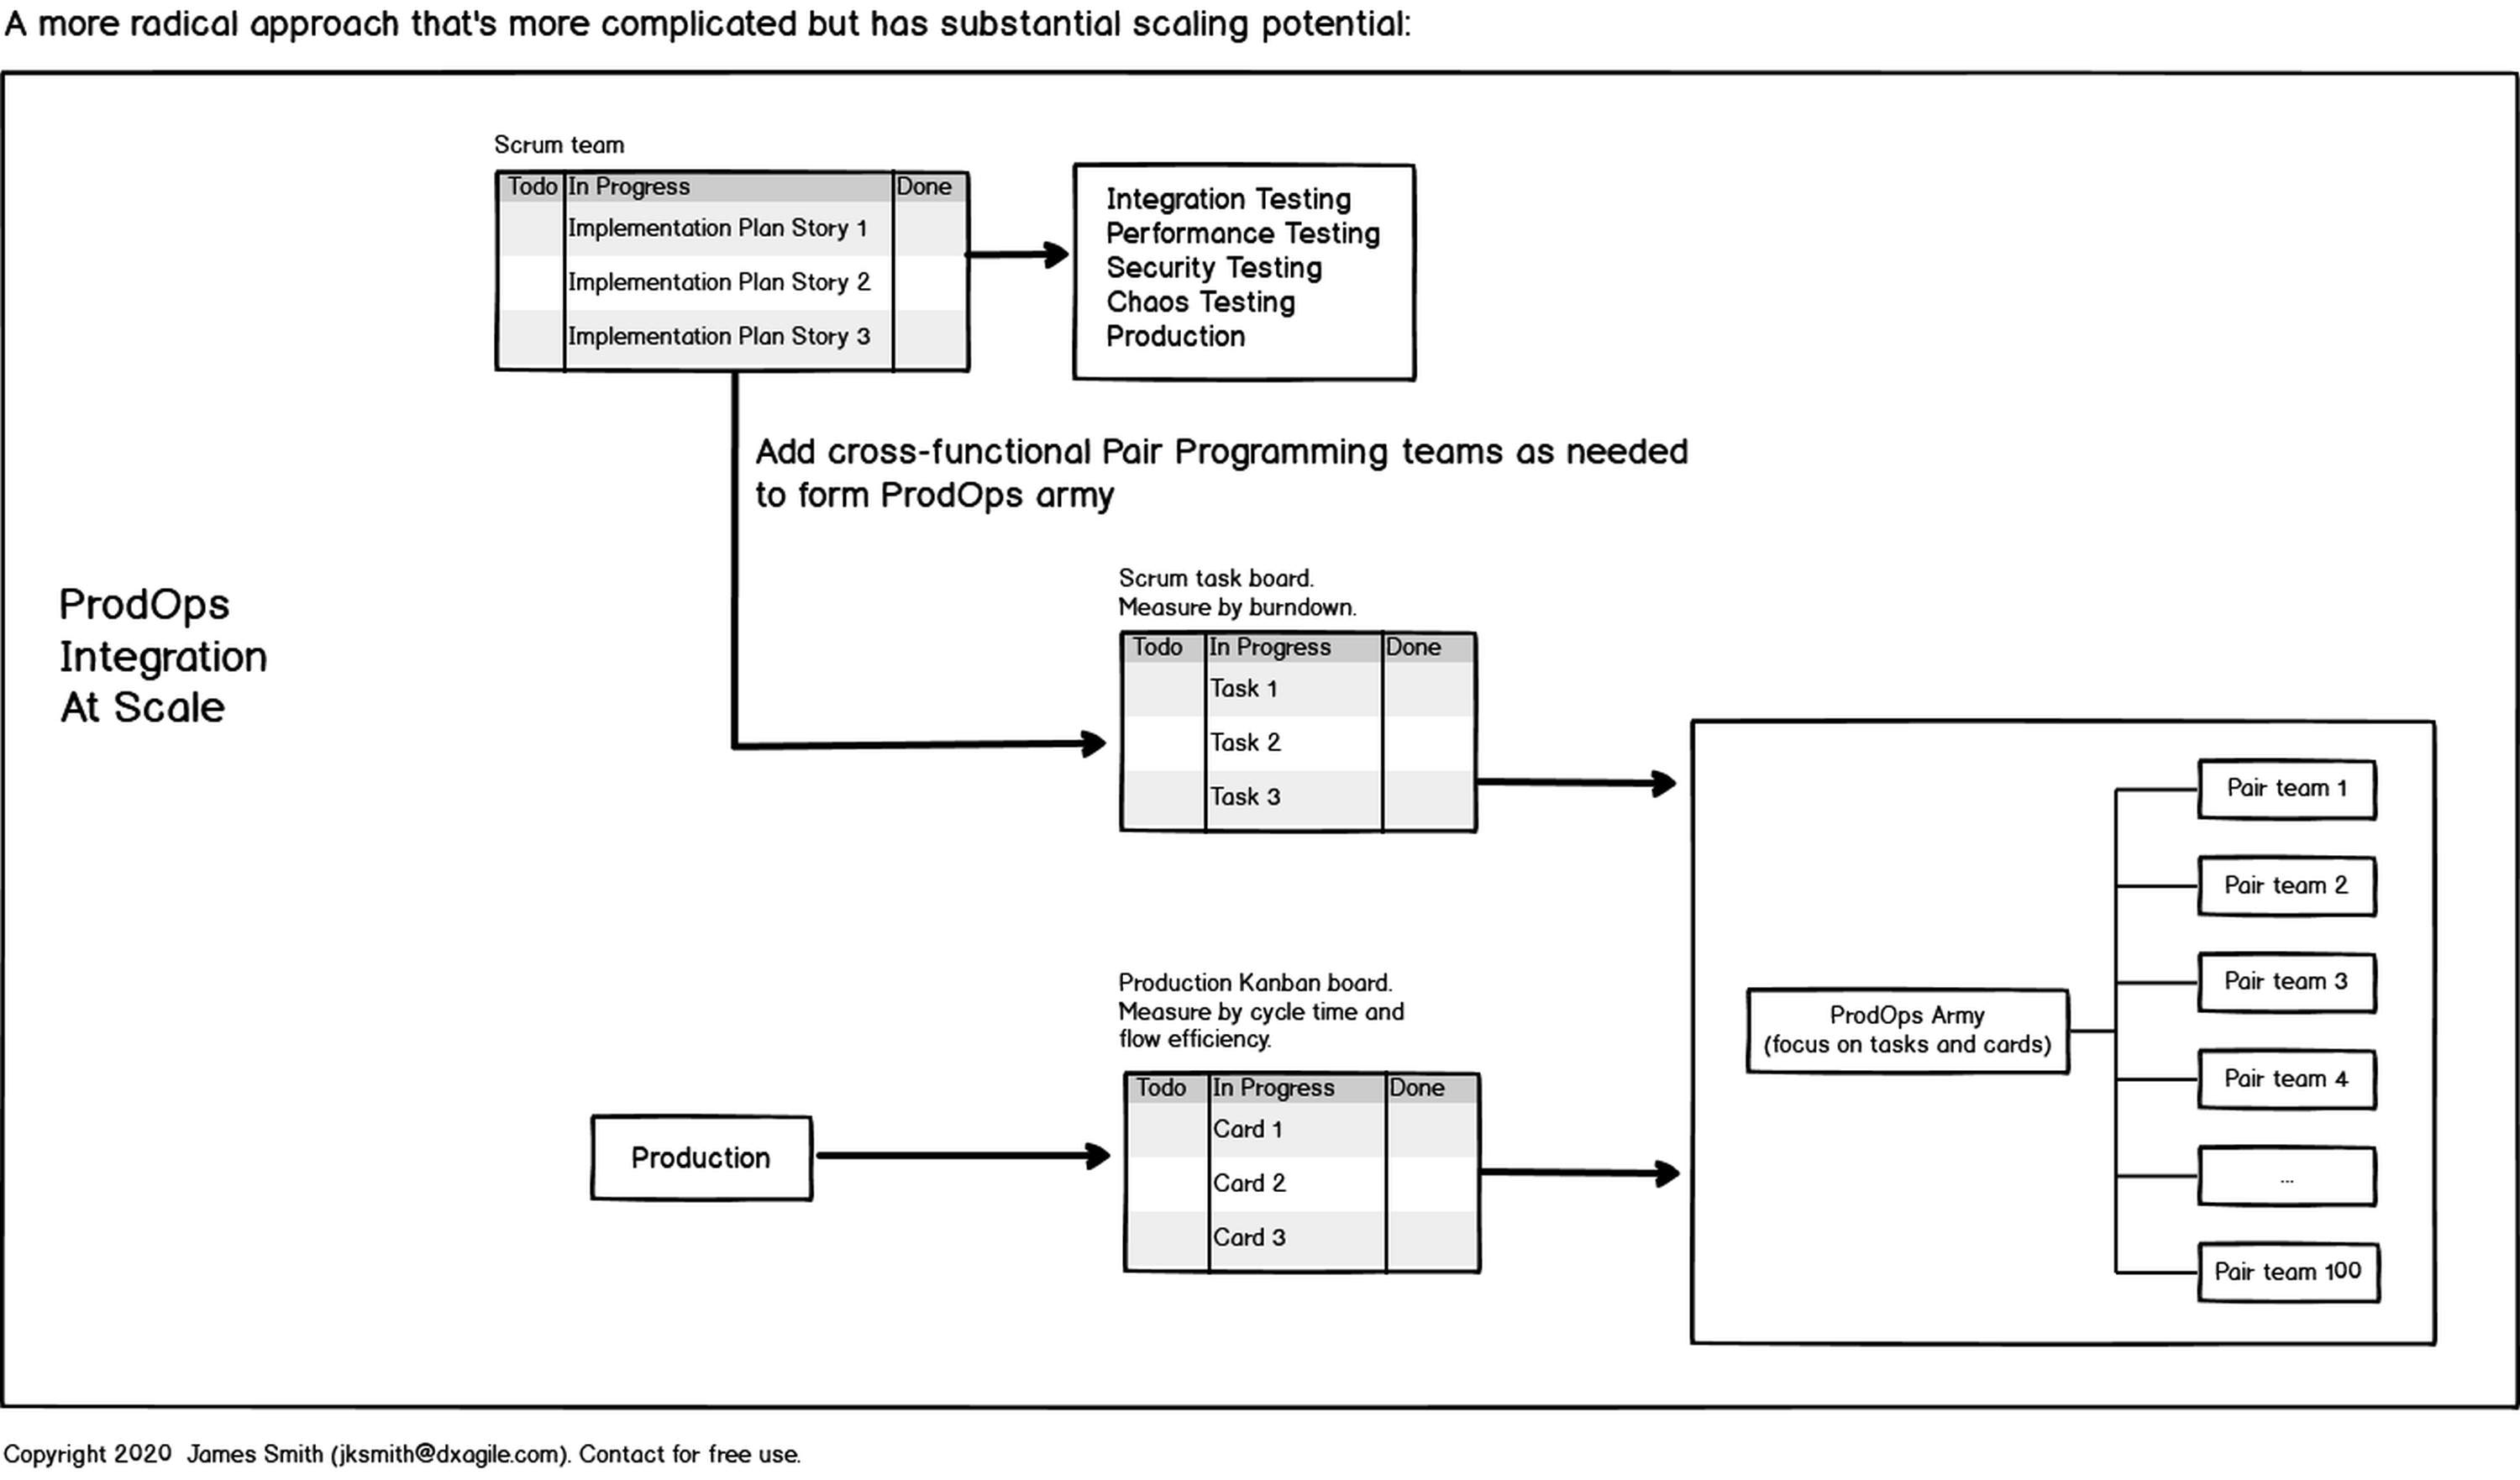 A more radical approach that's more complicated but has substantial scaling potential:
Scrum team
Todo In Progress Done
Implementation Plan Story 1
Implementation Plan Story 2
Implementation Plan Story 3
Integration Testing
Performance Testing
Security Testing
Chaos Testing
Production
Add cross-functional Pair Programming teams as needed
to form ProdOps army
ProdOps
Integration
At Scale
Scrum task board.
Measure by burndown.
Todo In Progress Done
Task 1
Task 2
Task 3
Production Kanban board.
Measure by cycle time and
flow efficiency.
Production
Todo In Progress Done
Card 1
Card 2
Card 3
ProdOps Army
(focus on tasks and cards)
Pair team 1
Pair team 2
Pair team 3
Pair team 4
...
Pair team 100
Copyright 2020 James Smith (jksmith@dxagile.com). Contact for free use.